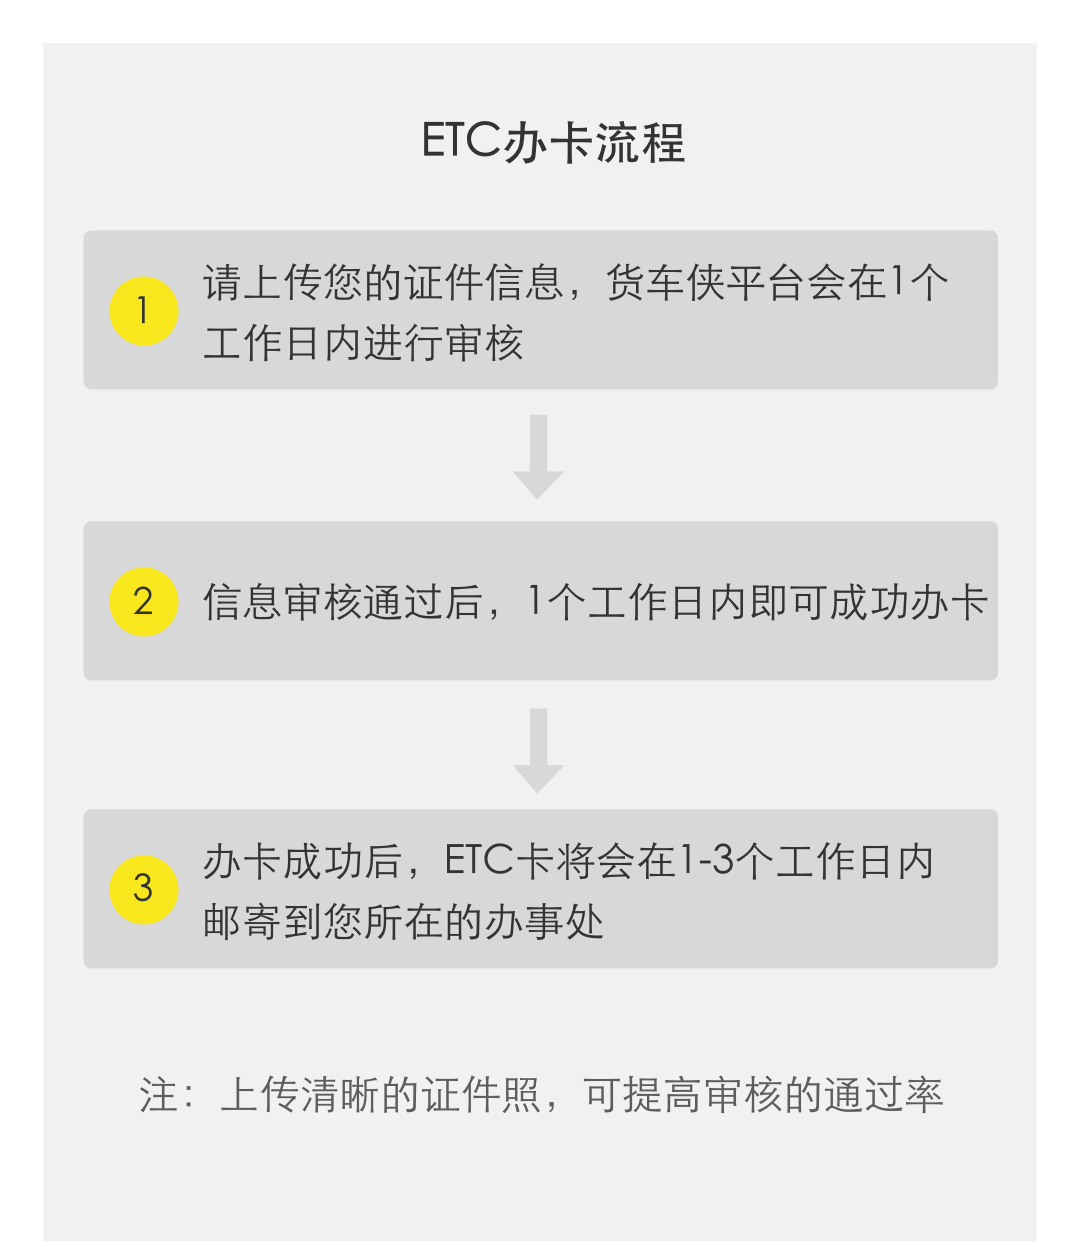 ETC办卡流程
1
请上传您的证件信息，货车侠平台会在1个
工作日内进行审核
2
信息审核通过后，1个工作日内即可成功办卡
3
办卡成功后，ETC卡将会在1-3个工作日内
邮寄到您所在的办事处
注：上传清晰的证件照，可提高审核的通过率